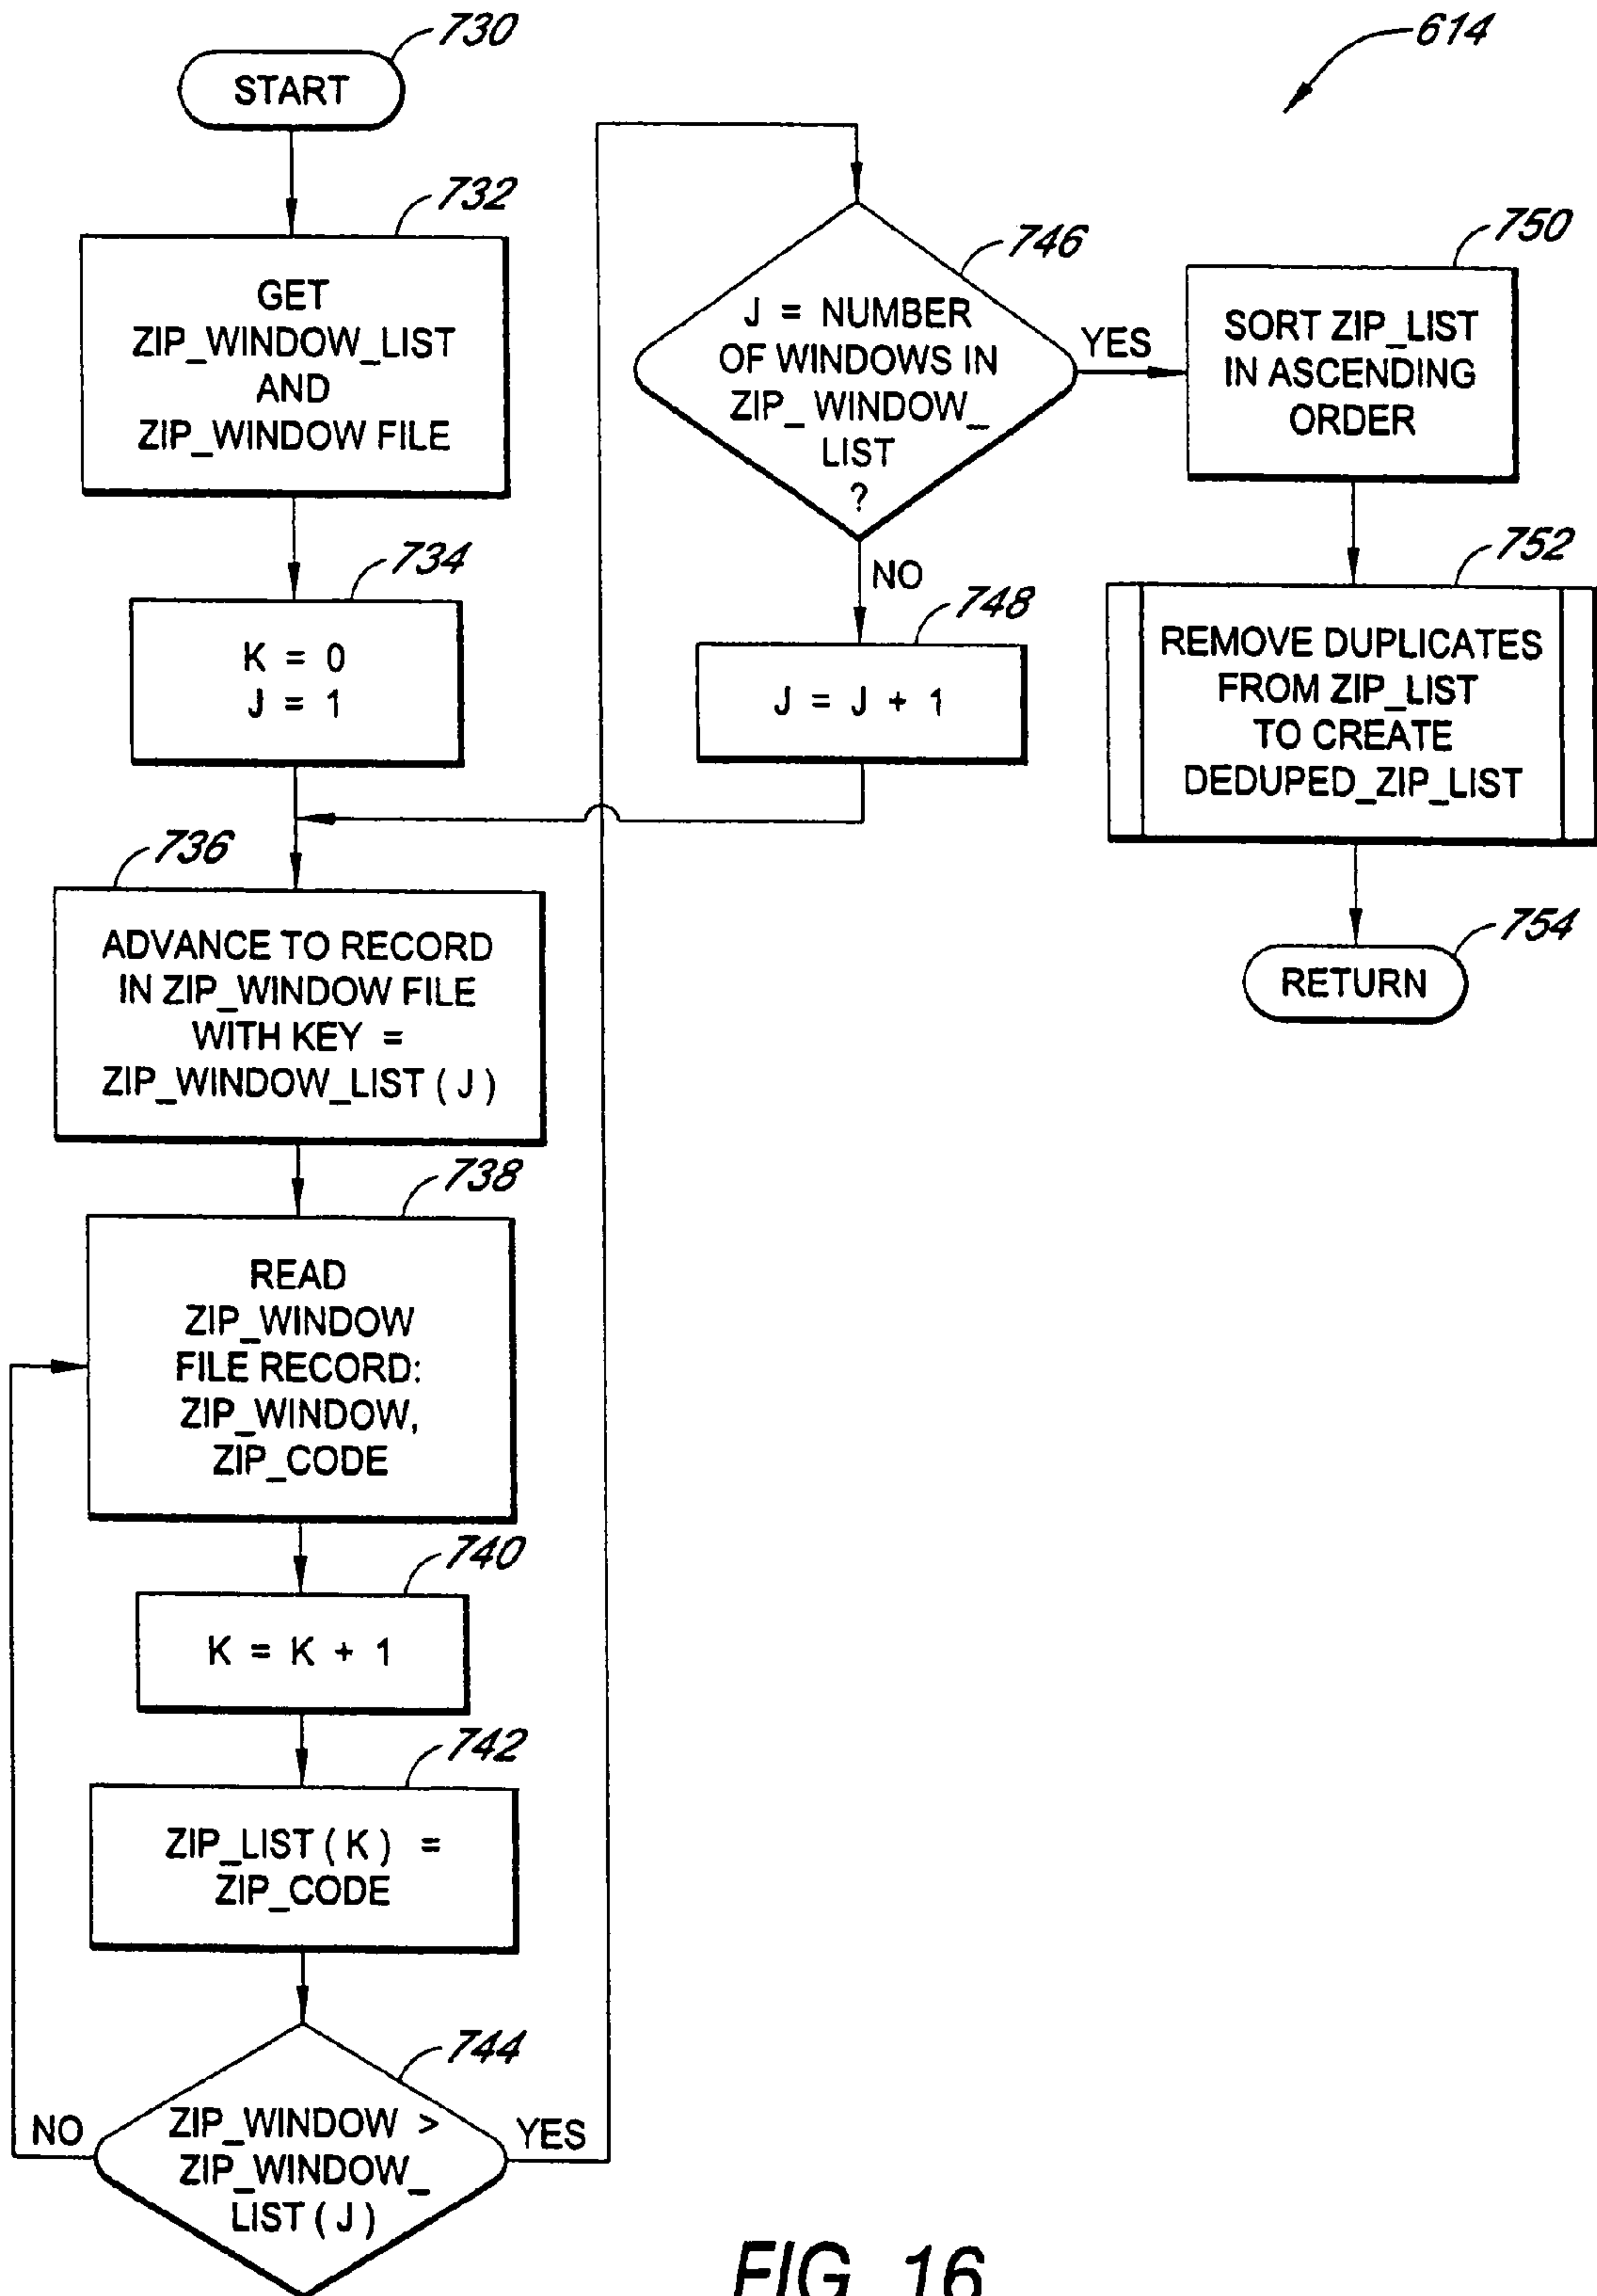 730
START
732
GET
ZIP_WINDOW_LIST
AND
ZIP_WINDOW FILE
734
K = 0
J = 1
736
ADVANCE TO RECORD
IN ZIP_WINDOW FILE
WITH KEY =
ZIP_WINDOW_LIST ( J )
738
READ
ZIP_WINDOW
FILE RECORD:
ZIP_WINDOW,
ZIP_CODE
740
K = K + 1
742
ZIP_LIST ( K ) =
ZIP_CODE
744
ZIP_WINDOW >
ZIP_WINDOW_
LIST ( J )
NO
YES
614
746
J = NUMBER
OF WINDOWS IN
ZIP_WINDOW_
LIST
?
YES
NO
748
J = J + 1
750
SORT ZIP_LIST
IN ASCENDING
ORDER
752
REMOVE DUPLICATES
FROM ZIP_LIST
TO CREATE
DEDUPED_ZIP_LIST
754
RETURN
FIG. 16